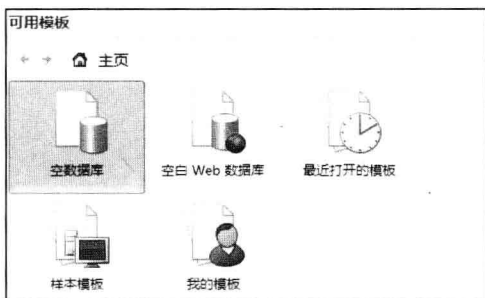 可用模板
主页
空数据库
空白 Web 数据库
最近打开的模板
样本模板
我的模板